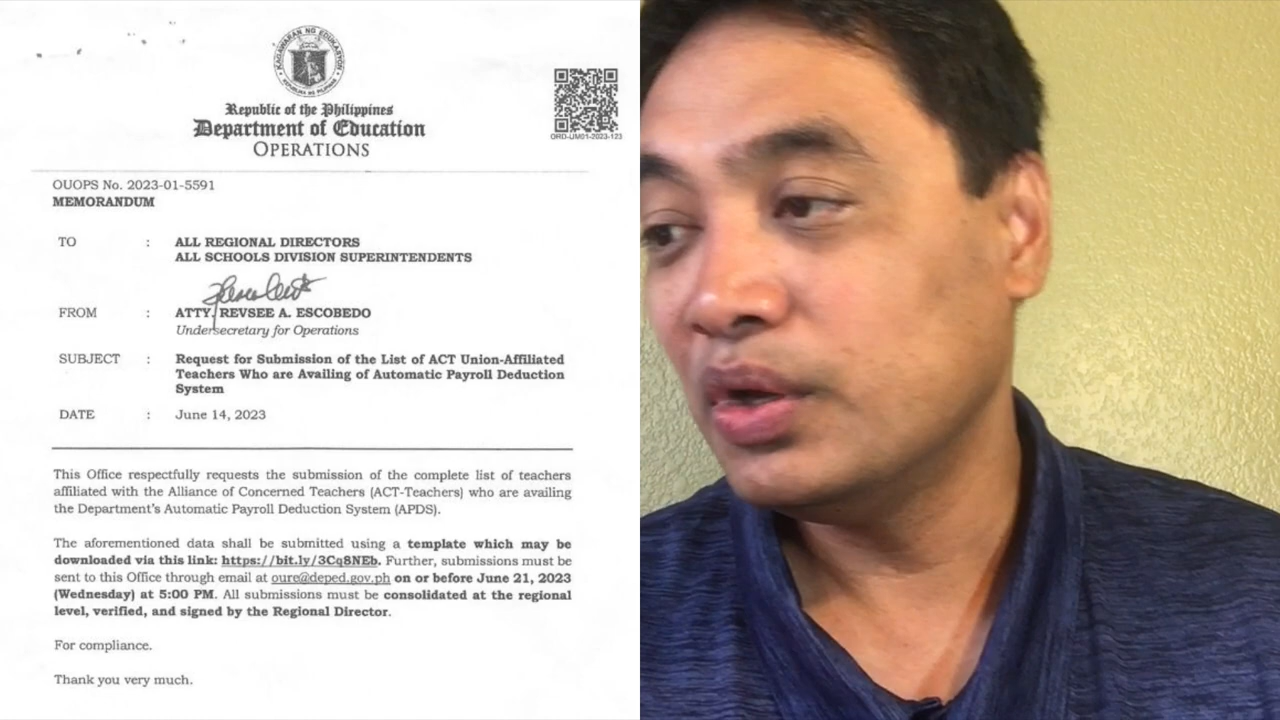 KAGAWARAN NG EDUKASYON
REPUBLIKA NG PILIPINAS
Republic of the Philippines
Department of Education
OPERATIONS
ORD-UM01-2023-123
OUOPS No. 2023-01-5591
MEMORANDUM
TO : ALL REGIONAL DIRECTORS
ALL SCHOOLS DIVISION SUPERINTENDENTS
FROM : ATTY. REVSEE A. ESCOBEDO
Undersecretary for Operations
SUBJECT : Request for Submission of the List of ACT Union-Affiliated
Teachers Who are Availing of Automatic Payroll Deduction
System
DATE : June 14, 2023
This Office respectfully requests the submission of the complete list of teachers
affiliated with the Alliance of Concerned Teachers (ACT-Teachers) who are availing
the Department's Automatic Payroll Deduction System (APDS).
The aforementioned data shall be submitted using a template which may be
downloaded via this link: https://bit.ly/3Cq8NEb. Further, submissions must be
sent to this Office through email at oure@deped.gov.ph on or before June 21, 2023
(Wednesday) at 5:00 PM. All submissions must be consolidated at the regional
level, verified, and signed by the Regional Director.
For compliance.
Thank you very much.